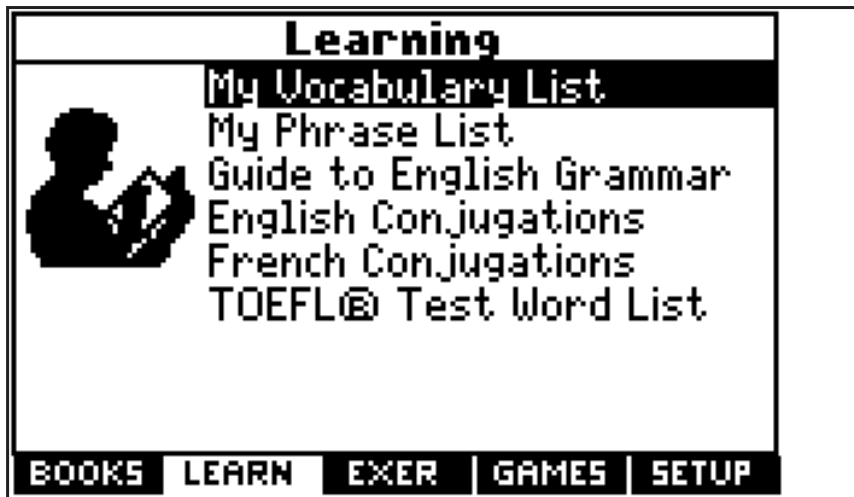 Learning
My Vocabulary List
My Phrase List
Guide to English Grammar
English Conjugations
French Conjugations
TOEFL® Test Word List
BOOKS LEARN EXER GAMES SETUP